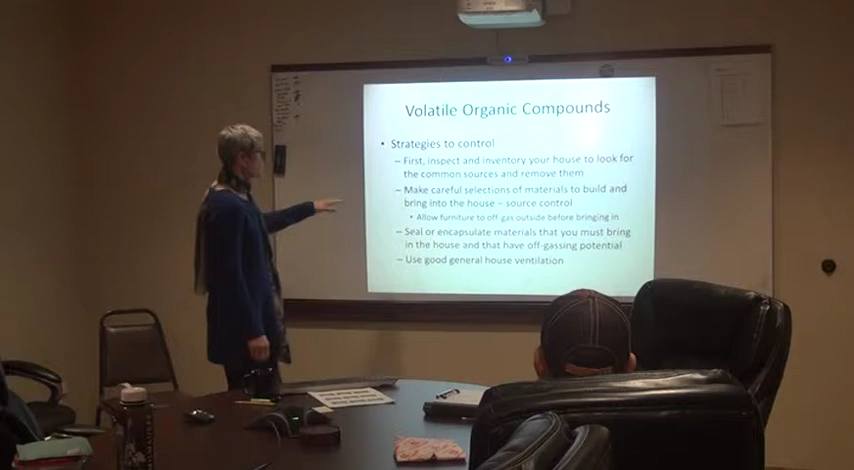 Volatile Organic Compounds
• Strategies to control
– First, inspect and inventory your house to look for
the common sources and remove them
– Make careful selections of materials to build and
bring into the house – source control
• Allow furniture to off gas outside before bringing in
– Seal or encapsulate materials that you must bring
in the house and that have off-gassing potential
– Use good general house ventilation